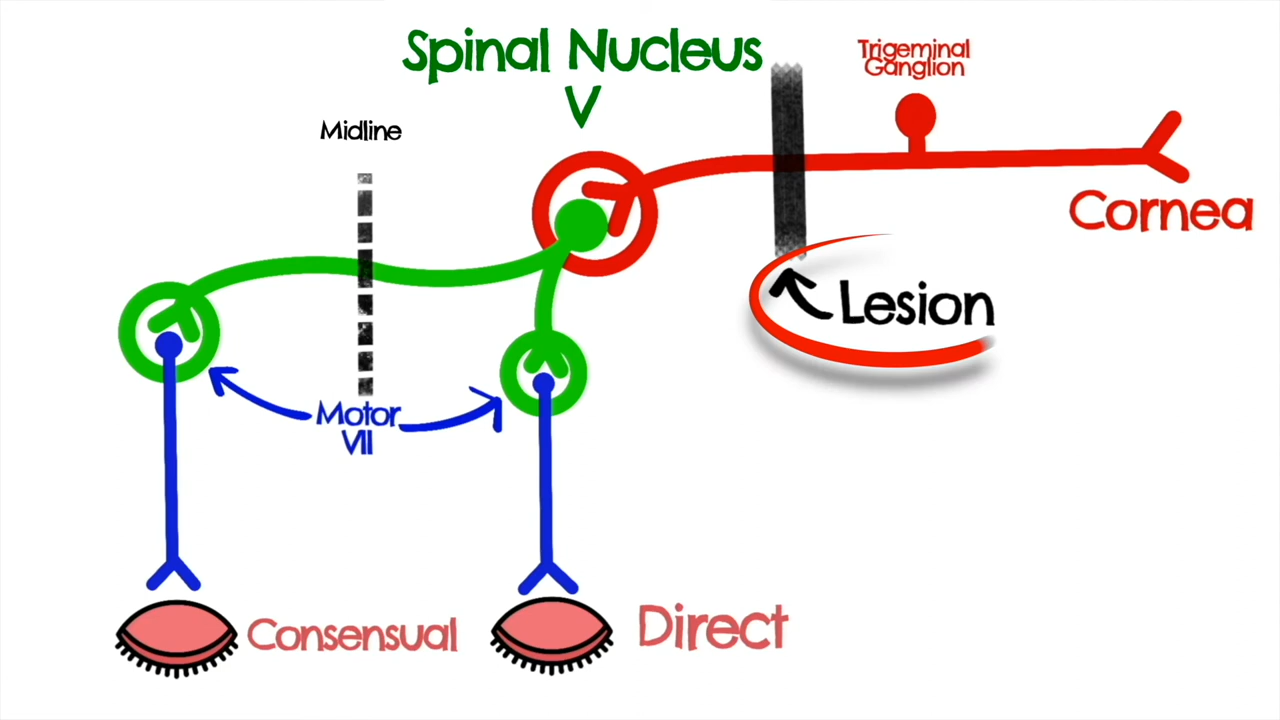 Spinal Nucleus
V
Trigeminal
Ganglion
Midline
Cornea
Lesion
Motor
VII
Consensual
Direct